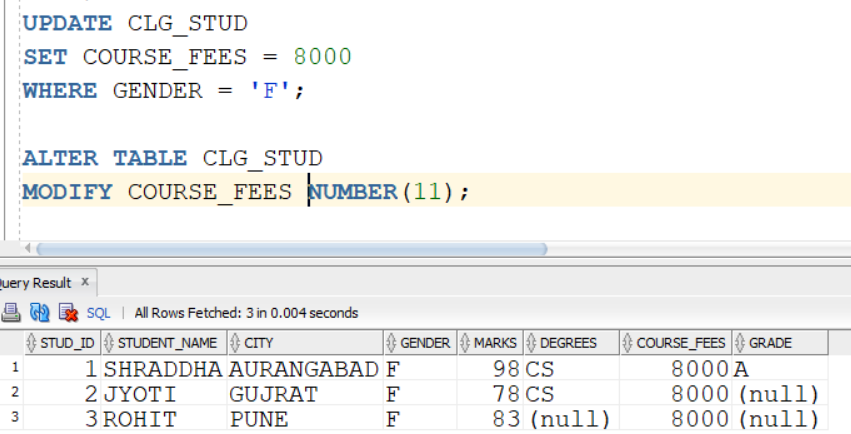 UPDATE CLG_STUD
SET COURSE_FEES = 8000
WHERE GENDER = 'F';
ALTER TABLE CLG_STUD
MODIFY COURSE_FEES NUMBER(11);
Query Result x
SQL | All Rows Fetched: 3 in 0.004 seconds
STUD_ID STUDENT_NAME CITY GENDER MARKS DEGREES COURSE_FEES GRADE
1 1 SHRADDHA AURANGABAD F 98 CS 8000 A
2 2 JYOTI GUJRAT F 78 CS 8000 (null)
3 3 ROHIT PUNE F 83 (null) 8000 (null)